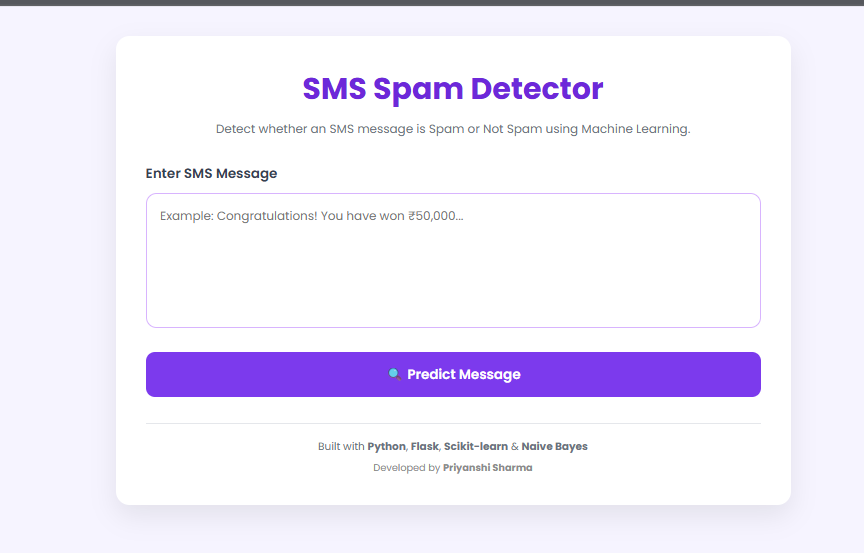 SMS Spam Detector
Detect whether an SMS message is Spam or Not Spam using Machine Learning.
Enter SMS Message
Example: Congratulations! You have won ₹50,000...
Predict Message
Built with Python, Flask, Scikit-learn & Naive Bayes
Developed by Priyanshi Sharma